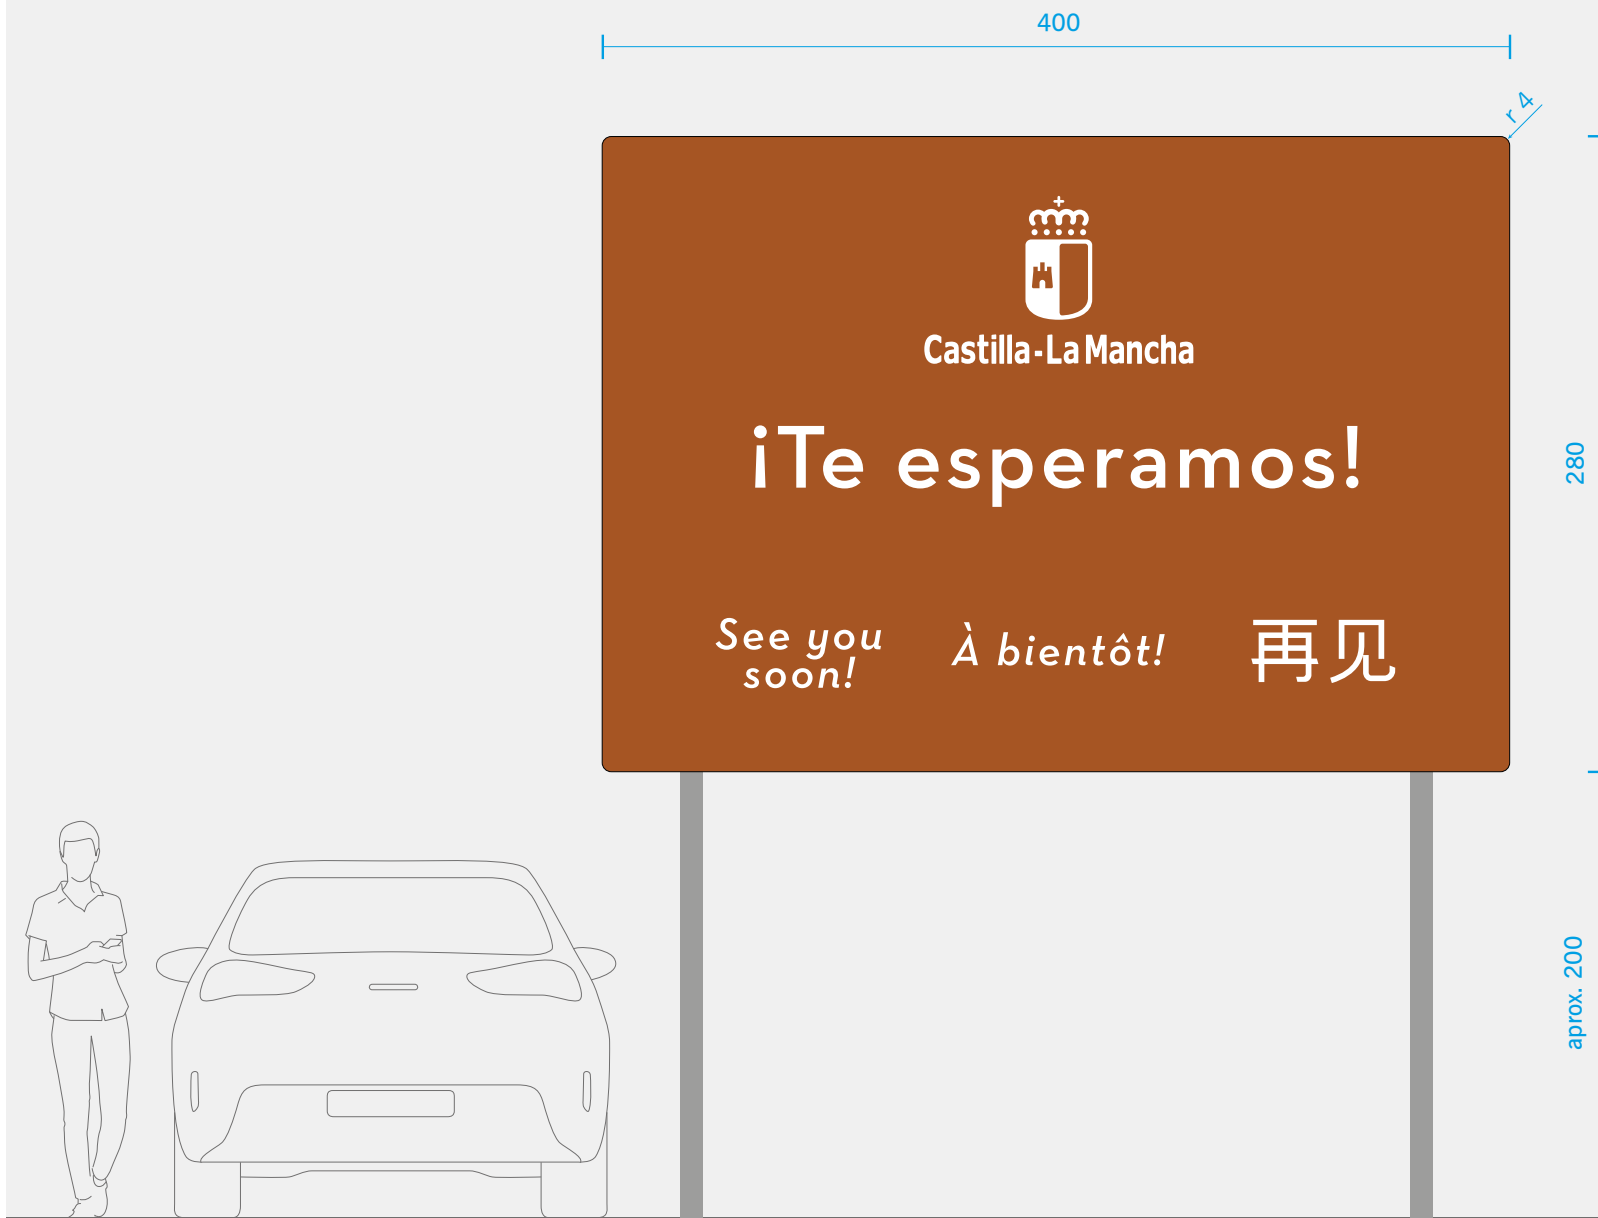 400
r 4
Castilla-La Mancha
¡Te esperamos!
280
See you
soon!
À bientôt!
再见
aprox. 200